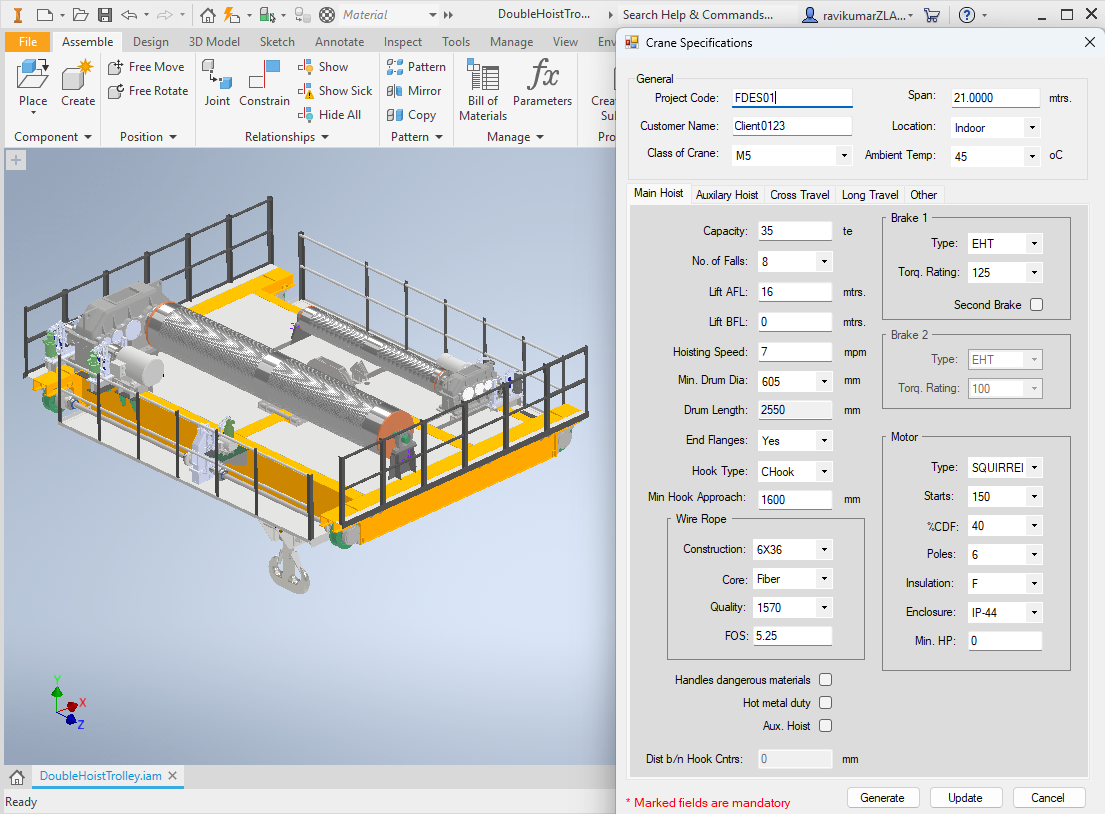 Material
DoubleHoistTro...
Search Help & Commands...
ravikumarZLA...
File
Assemble
Design
3D Model
Sketch
Annotate
Inspect
Tools
Manage
View
Env
Place
Create
Free Move
Free Rotate
Joint
Constrain
Show
Show Sick
Hide All
Pattern
Mirror
Copy
Bill of
Materials
fx
Parameters
Crea
Sul
Component
Position
Relationships
Pattern
Manage
Pro
Crane Specifications
General
Project Code: FDES01
Span: 21.0000 mtrs.
Customer Name: Client0123
Location: Indoor
Class of Crane: M5
Ambient Temp: 45 oC
Main Hoist
Auxilary Hoist
Cross Travel
Long Travel
Other
Capacity: 35 te
No. of Falls: 8
Lift AFL: 16 mtrs.
Lift BFL: 0 mtrs.
Hoisting Speed: 7 mpm
Min. Drum Dia: 605 mm
Drum Length: 2550 mm
End Flanges: Yes
Hook Type: CHook
Min Hook Approach: 1600 mm
Wire Rope
Construction: 6X36
Core: Fiber
Quality: 1570
FOS: 5.25
Handles dangerous materials
Hot metal duty
Aux. Hoist
Dist b/n Hook Cntrs: 0 mm
Brake 1
Type: EHT
Torq. Rating: 125
Second Brake
Brake 2
Type: EHT
Torq. Rating: 100
Motor
Type: SQUIRREI
Starts: 150
%CDF: 40
Poles: 6
Insulation: F
Enclosure: IP-44
Min. HP: 0
* Marked fields are mandatory
Generate
Update
Cancel
Y
X
Z
DoubleHoistTrolley.iam
Ready